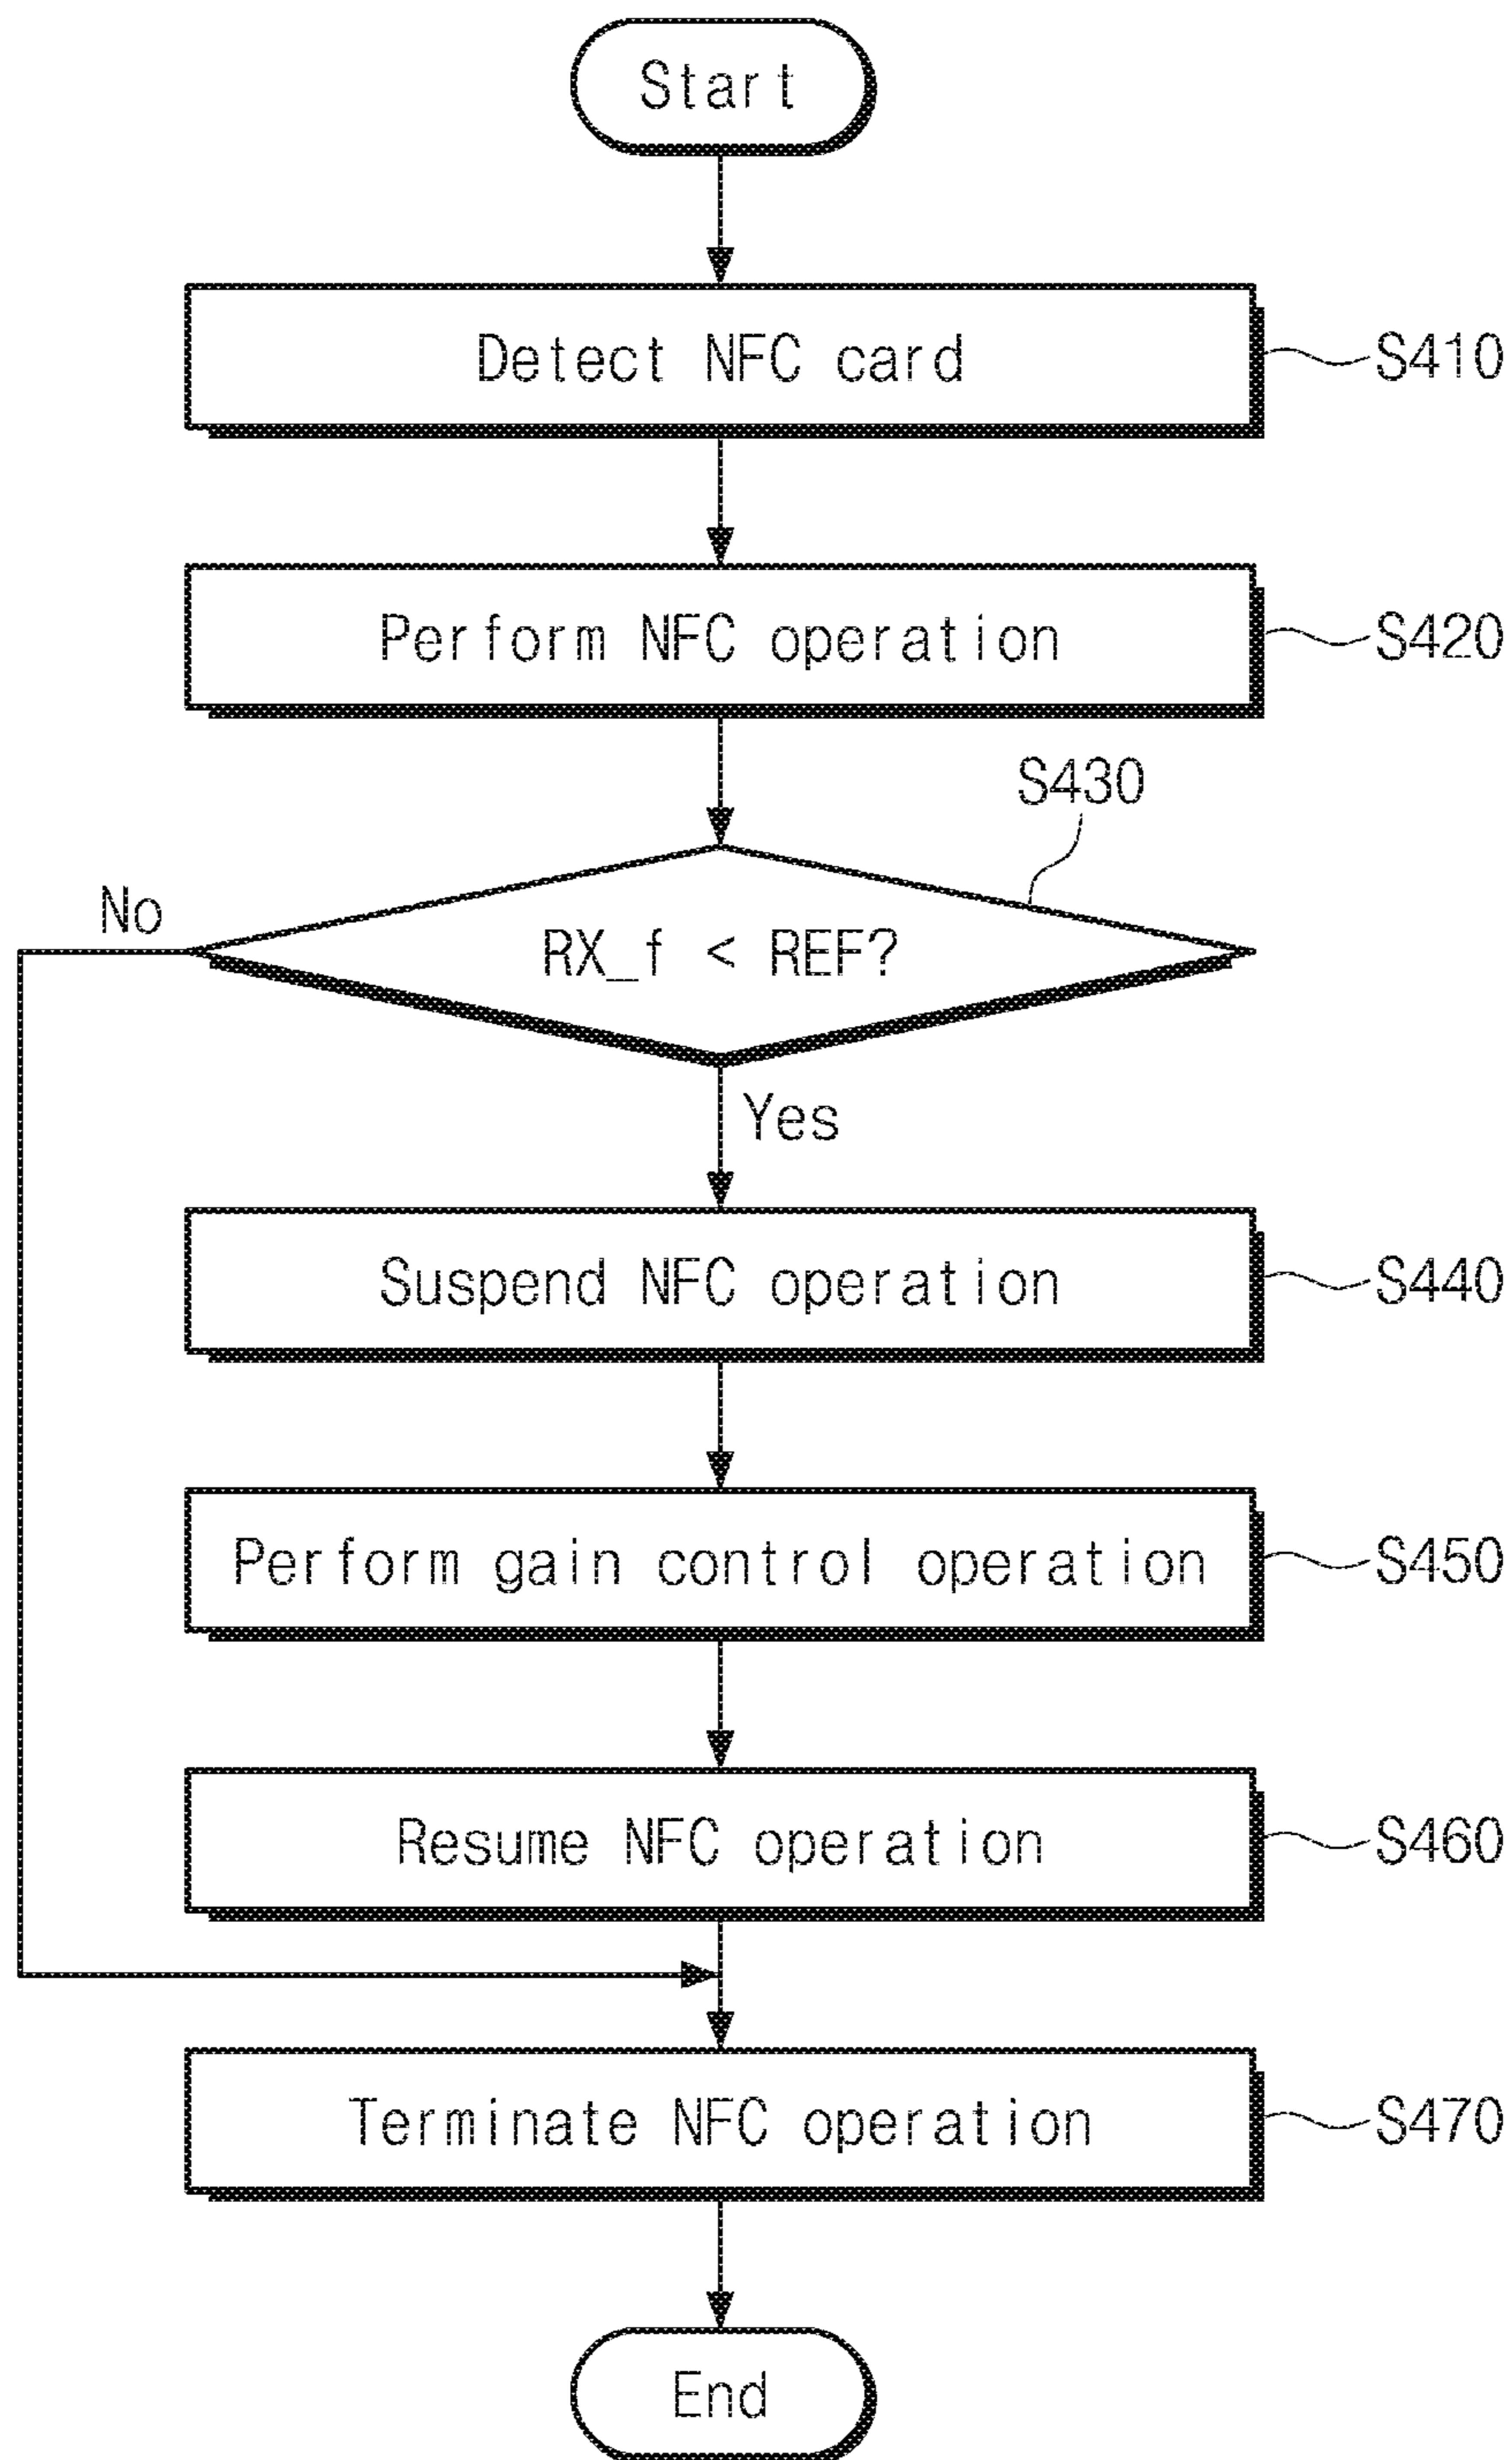 Start
Detect NFC card
S410
Perform NFC operation
S420
S430
No
RX_f < REF?
Yes
Suspend NFC operation
S440
Perform gain control operation
S450
Resume NFC operation
S460
Terminate NFC operation
S470
End